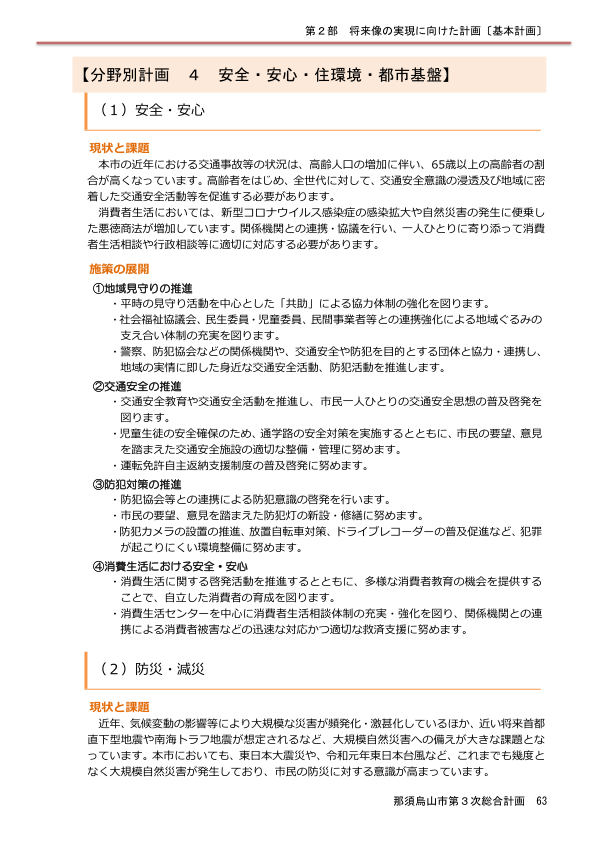 第２部　将来像の実現に向けた計画〔基本計画〕
【分野別計画　４　安全・安心・住環境・都市基盤】
（１）安全・安心
現状と課題
　本市の近年における交通事故等の状況は、高齢人口の増加に伴い、65歳以上の高齢者の割
合が高くなっています。高齢者をはじめ、全世代に対して、交通安全意識の浸透及び地域に密
着した交通安全活動等を促進する必要があります。
　消費者生活においては、新型コロナウイルス感染症の感染拡大や自然災害の発生に便乗し
た悪徳商法が増加しています。関係機関との連携・協議を行い、一人ひとりに寄り添って消費
者生活相談や行政相談等に適切に対応する必要があります。
施策の展開
①地域見守りの推進
・平時の見守り活動を中心とした「共助」による協力体制の強化を図ります。
・社会福祉協議会、民生委員・児童委員、民間事業者等との連携強化による地域ぐるみの
支え合い体制の充実を図ります。
・警察、防犯協会などの関係機関や、交通安全や防犯を目的とする団体と協力・連携し、
地域の実情に即した身近な交通安全活動、防犯活動を推進します。
②交通安全の推進
・交通安全教育や交通安全活動を推進し、市民一人ひとりの交通安全思想の普及啓発を
図ります。
・児童生徒の安全確保のため、通学路の安全対策を実施するとともに、市民の要望、意見
を踏まえた交通安全施設の適切な整備・管理に努めます。
・運転免許自主返納支援制度の普及啓発に努めます。
③防犯対策の推進
・防犯協会等との連携による防犯意識の啓発を行います。
・市民の要望、意見を踏まえた防犯灯の新設・修繕に努めます。
・防犯カメラの設置の推進、放置自転車対策、ドライブレコーダーの普及促進など、犯罪
が起こりにくい環境整備に努めます。
④消費生活における安全・安心
・消費生活に関する啓発活動を推進するとともに、多様な消費者教育の機会を提供する
ことで、自立した消費者の育成を図ります。
・消費生活センターを中心に消費者生活相談体制の充実・強化を図り、関係機関との連
携による消費者被害などの迅速な対応かつ適切な救済支援に努めます。
（２）防災・減災
現状と課題
　近年、気候変動の影響等により大規模な災害が頻発化・激甚化しているほか、近い将来首都
直下型地震や南海トラフ地震が想定されるなど、大規模自然災害への備えが大きな課題とな
っています。本市においても、東日本大震災や、令和元年東日本台風など、これまでも幾度と
なく大規模自然災害が発生しており、市民の防災に対する意識が高まっています。
那須烏山市第３次総合計画　63